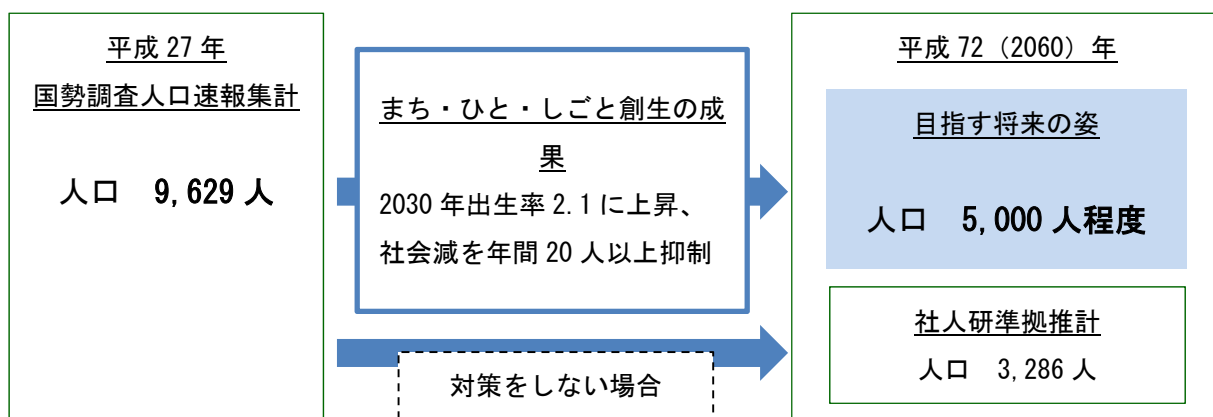 平成 27 年
国勢調査人口速報集計
人口　9,629 人
まち・ひと・しごと創生の成
果
2030 年出生率 2.1 に上昇、
社会減を年間 20 人以上抑制
対策をしない場合
平成 72（2060）年
目指す将来の姿
人口　5,000 人程度
社人研準拠推計
人口　3,286 人